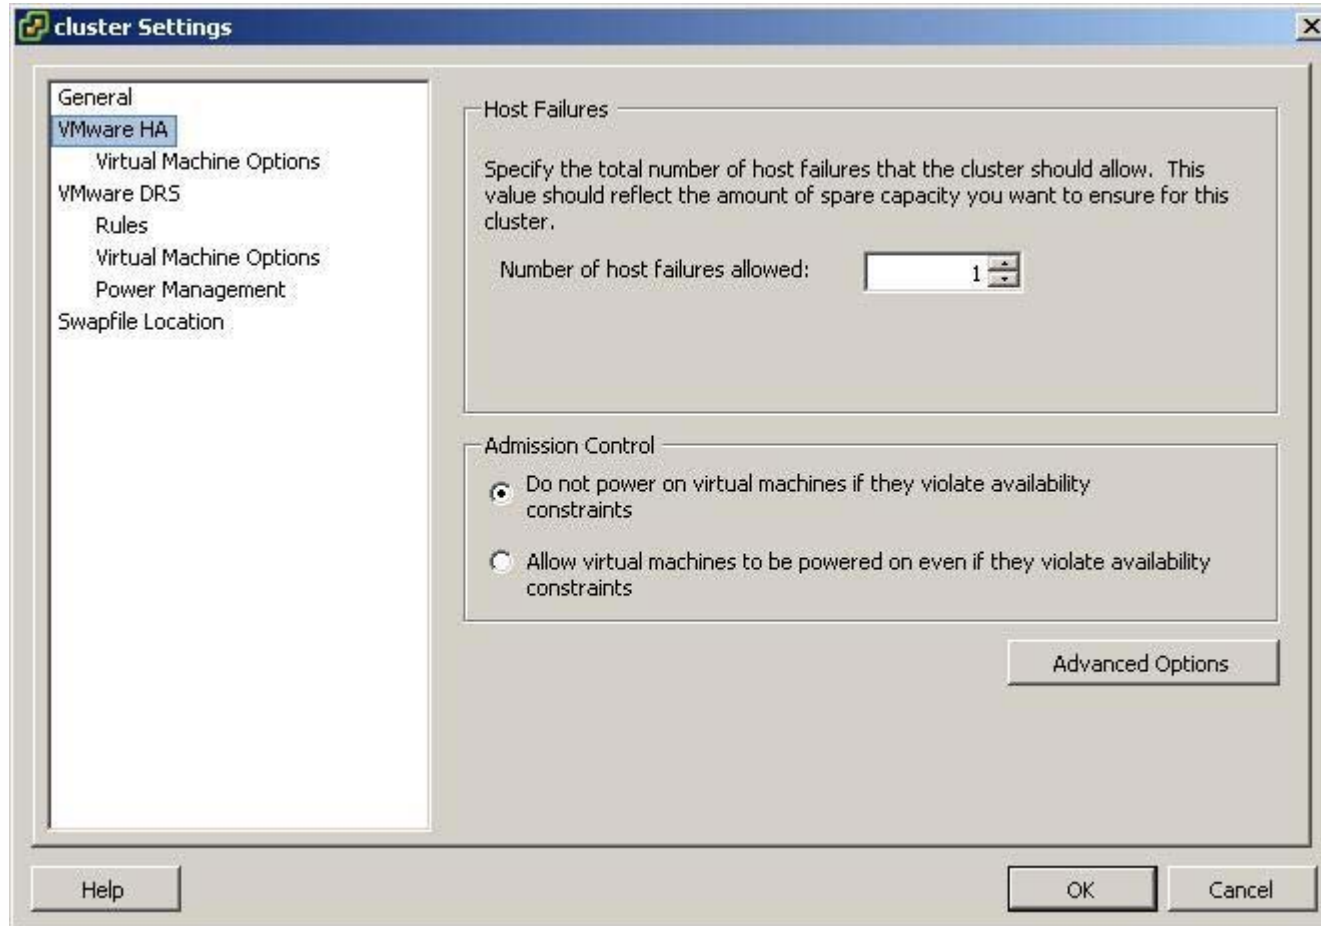 cluster Settings
General
VMware HA
Virtual Machine Options
VMware DRS
Rules
Virtual Machine Options
Power Management
Swapfile Location
Host Failures
Specify the total number of host failures that the cluster should allow. This
value should reflect the amount of spare capacity you want to ensure for this
cluster.
Number of host failures allowed: 1
Admission Control
Do not power on virtual machines if they violate availability
constraints
Allow virtual machines to be powered on even if they violate availability
constraints
Advanced Options
Help
OK
Cancel